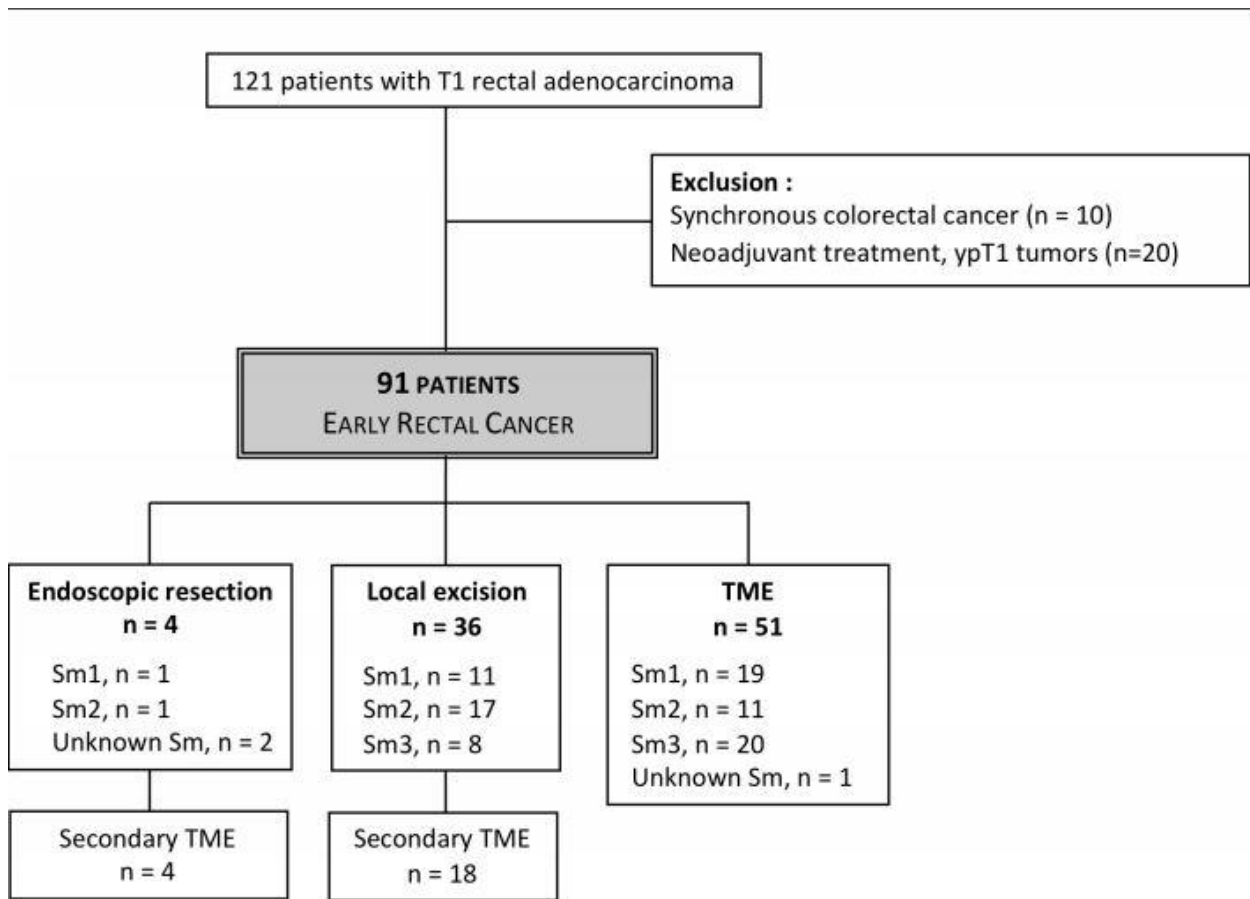 121 patients with T1 rectal adenocarcinoma
Exclusion :
Synchronous colorectal cancer (n = 10)
Neoadjuvant treatment, ypT1 tumors (n=20)
91 PATIENTS
EARLY RECTAL CANCER
Endoscopic resection
n = 4
Sm1, n = 1
Sm2, n = 1
Unknown Sm, n = 2
Secondary TME
n = 4
Local excision
n = 36
Sm1, n = 11
Sm2, n = 17
Sm3, n = 8
Secondary TME
n = 18
TME
n = 51
Sm1, n = 19
Sm2, n = 11
Sm3, n = 20
Unknown Sm, n = 1